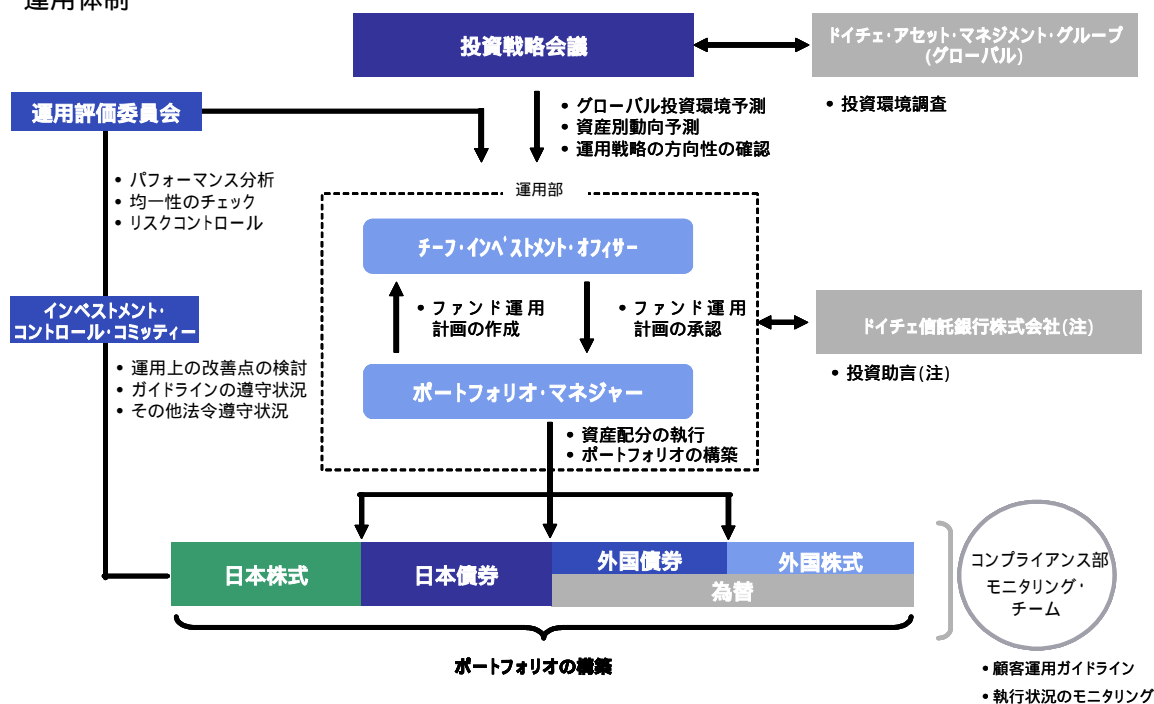 運用体制
投資戦略会議
ドイチェ・アセット・マネジメント・グループ
(グローバル)
• 投資環境調査
運用評価委員会
• グローバル投資環境予測
• 資産別動向予測
• 運用戦略の方向性の確認
• パフォーマンス分析
• 均一性のチェック
• リスクコントロール
運用部
チーフ・インベストメント・オフィサー
• ファンド運用
計画の作成
• ファンド運用
計画の承認
インベストメント・
コントロール・コミッティー
ドイチェ信託銀行株式会社(注)
• 投資助言(注)
• 運用上の改善点の検討
• ガイドラインの遵守状況
• その他法令遵守状況
ポートフォリオ・マネジャー
• 資産配分の執行
• ポートフォリオの構築
日本株式
日本債券
外国債券
外国株式
為替
コンプライアンス部
モニタリング・
チーム
ポートフォリオの構築
• 顧客運用ガイドライン
• 執行状況のモニタリング